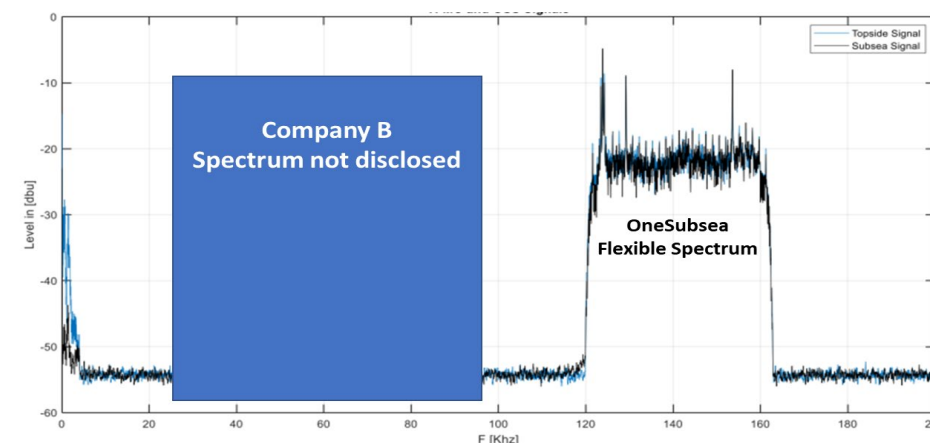 Topside Signal
Subsea Signal
0
-10
-20
-30
-40
-50
-60
Level in [dbu]
Company B
Spectrum not disclosed
OneSubsea
Flexible Spectrum
0 20 40 60 80 100 120 140 160 180
F [Khz]